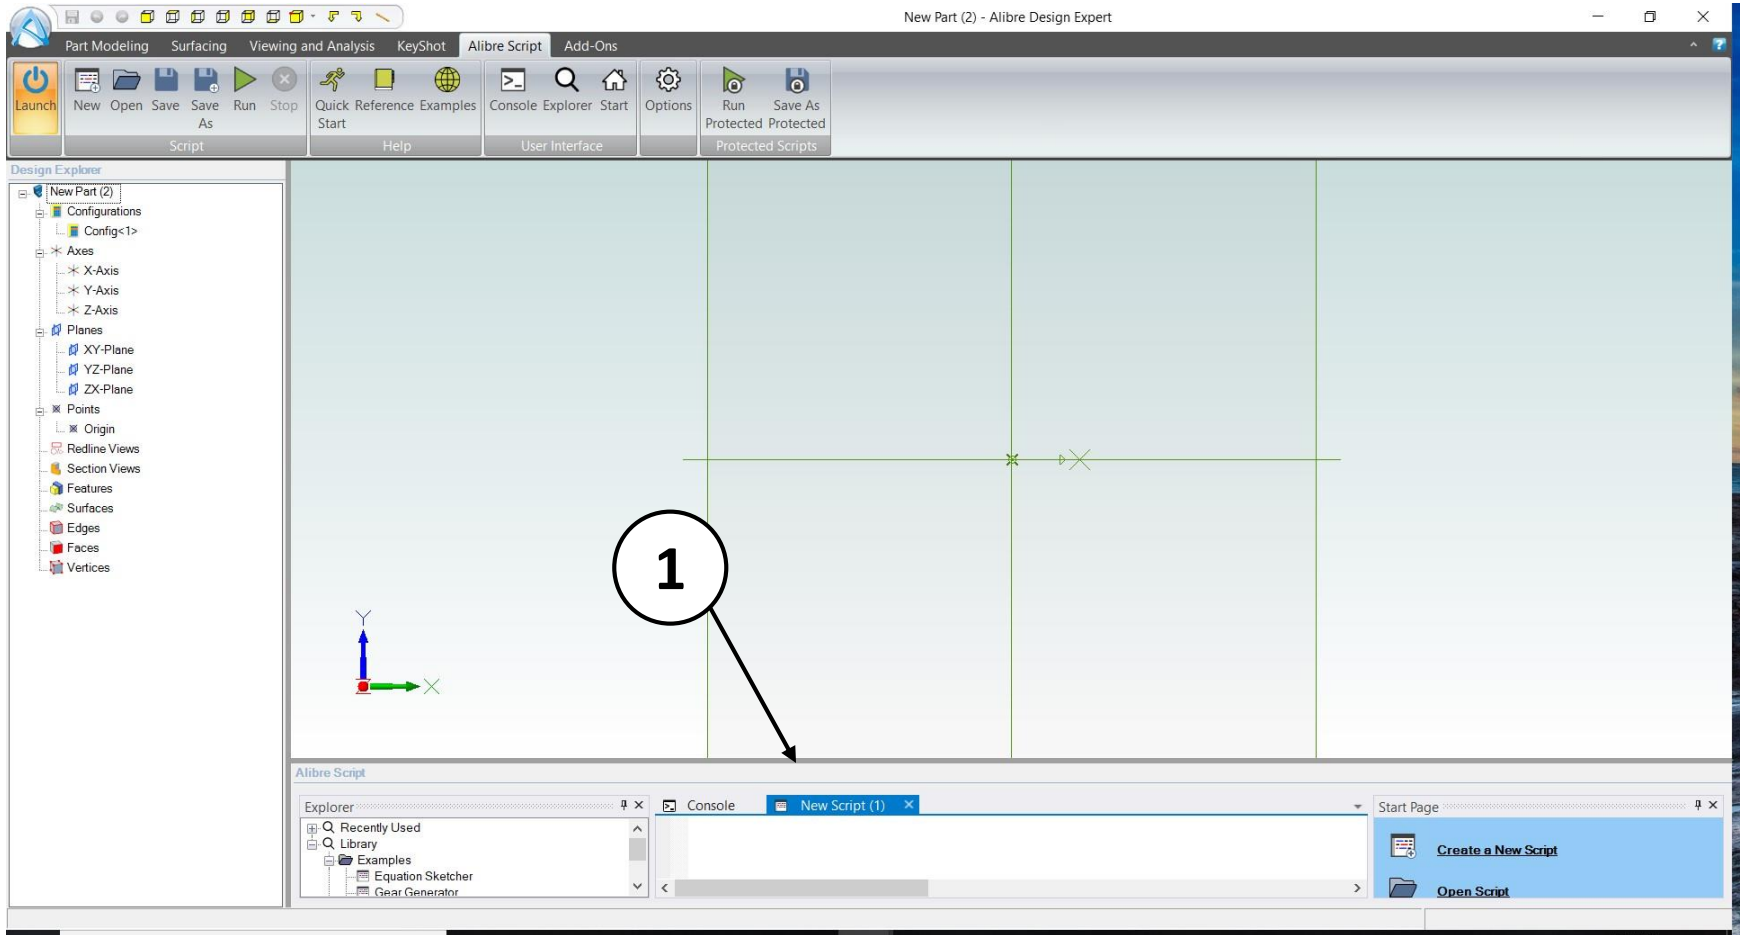 New Part (2) - Alibre Design Expert
Part Modeling Surfacing Viewing and Analysis KeyShot Alibre Script Add-Ons
Launch New Open Save Save As Run Stop Quick Start Reference Examples Console Explorer Start Options Run Protected Save As Protected
Script Help User Interface Protected Scripts
Design Explorer
New Part (2)
Configurations
Config<1>
Axes
X-Axis
Y-Axis
Z-Axis
Planes
XY-Plane
YZ-Plane
ZX-Plane
Points
Origin
Redline Views
Section Views
Features
Surfaces
Edges
Faces
Vertices
X
1
Y
X
Alibre Script
Explorer
Recently Used
Library
Examples
Equation Sketcher
Gear Generator
Console New Script (1)
Start Page
Create a New Script
Open Script